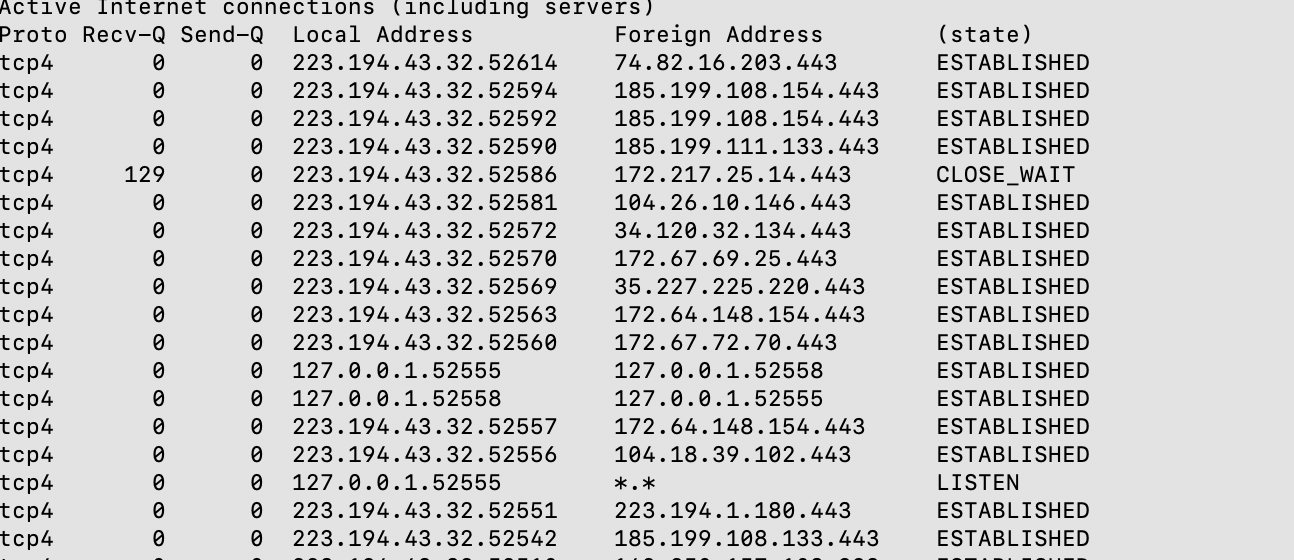 Active Internet connections (including servers)
Proto Recv-Q Send-Q  Local Address          Foreign Address        (state)
tcp4       0      0  223.194.43.32.52614    74.82.16.203.443       ESTABLISHED
tcp4       0      0  223.194.43.32.52594    185.199.108.154.443    ESTABLISHED
tcp4       0      0  223.194.43.32.52592    185.199.108.154.443    ESTABLISHED
tcp4       0      0  223.194.43.32.52590    185.199.111.133.443    ESTABLISHED
tcp4     129      0  223.194.43.32.52586    172.217.25.14.443      CLOSE_WAIT
tcp4       0      0  223.194.43.32.52581    104.26.10.146.443      ESTABLISHED
tcp4       0      0  223.194.43.32.52572    34.120.32.134.443      ESTABLISHED
tcp4       0      0  223.194.43.32.52570    172.67.69.25.443       ESTABLISHED
tcp4       0      0  223.194.43.32.52569    35.227.225.220.443     ESTABLISHED
tcp4       0      0  223.194.43.32.52563    172.64.148.154.443     ESTABLISHED
tcp4       0      0  223.194.43.32.52560    172.67.72.70.443       ESTABLISHED
tcp4       0      0  127.0.0.1.52555        127.0.0.1.52558        ESTABLISHED
tcp4       0      0  127.0.0.1.52558        127.0.0.1.52555        ESTABLISHED
tcp4       0      0  223.194.43.32.52557    172.64.148.154.443     ESTABLISHED
tcp4       0      0  223.194.43.32.52556    104.18.39.102.443      ESTABLISHED
tcp4       0      0  127.0.0.1.52555        *.*                    LISTEN
tcp4       0      0  223.194.43.32.52551    223.194.1.180.443      ESTABLISHED
tcp4       0      0  223.194.43.32.52542    185.199.108.133.443    ESTABLISHED